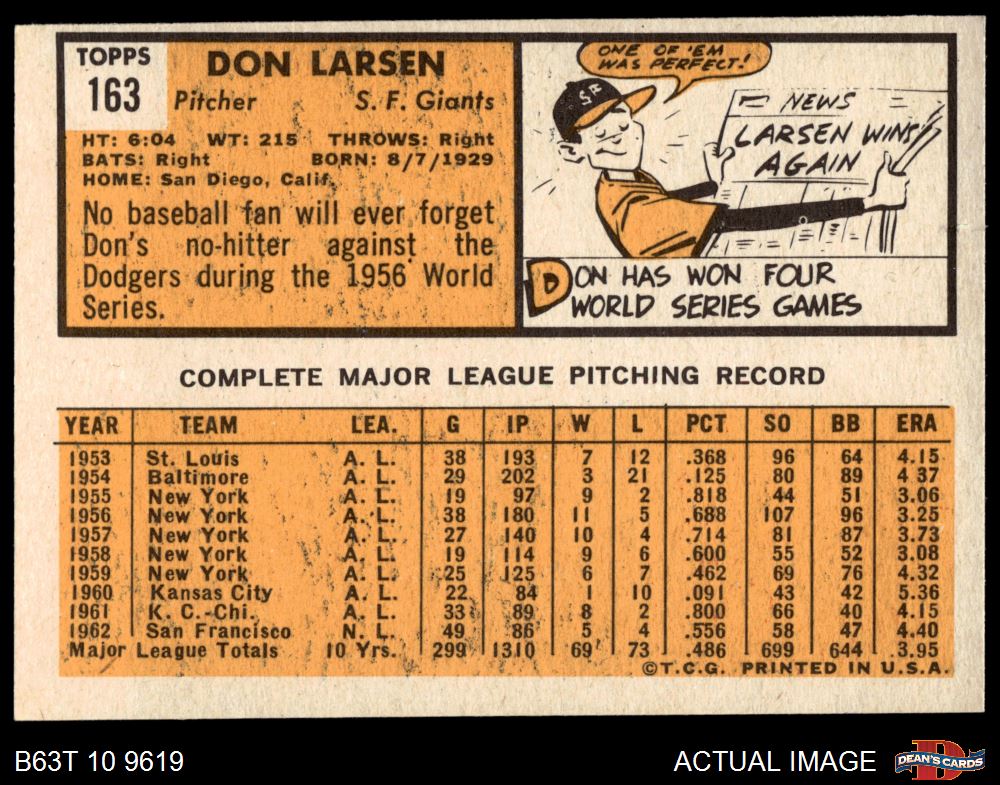 TOPPS
163
DON LARSEN
Pitcher S. F. Giants
HT: 6:04 WT: 215 THROWS: Right
BATS: Right BORN: 8/7/1929
HOME: San Diego, Calif.
No baseball fan will ever forget
Don's no-hitter against the
Dodgers during the 1956 World
Series.
ONE OF 'EM
WAS PERFECT!
SF
NEWS
LARSEN WINS
AGAIN
DON HAS WON FOUR
WORLD SERIES GAMES
COMPLETE MAJOR LEAGUE PITCHING RECORD
YEAR TEAM LEA. G IP W L PCT SO BB ERA
1953 St. Louis A. L. 38 193 7 12 .368 96 64 4.15
1954 Baltimore A. L. 29 202 3 21 .125 80 89 4.37
1955 New York A. L. 19 97 9 2 .818 44 51 3.06
1956 New York A. L. 38 180 11 5 .688 107 96 3.25
1957 New York A. L. 27 140 10 4 .714 81 87 3.73
1958 New York A. L. 19 114 9 6 .600 55 52 3.08
1959 New York A. L. 25 125 6 7 .462 69 76 4.32
1960 Kansas City A. L. 22 84 1 10 .091 43 42 5.36
1961 K. C.-Chi. A. L. 33 89 8 2 .800 66 40 4.15
1962 San Francisco N. L. 49 86 5 4 .556 58 47 4.40
Major League Totals 10 Yrs. 299 1310 69 73 .486 699 644 3.95
©T.C.G. PRINTED IN U.S.A.
B63T 10 9619
ACTUAL IMAGE
D
DEAN'S CARDS